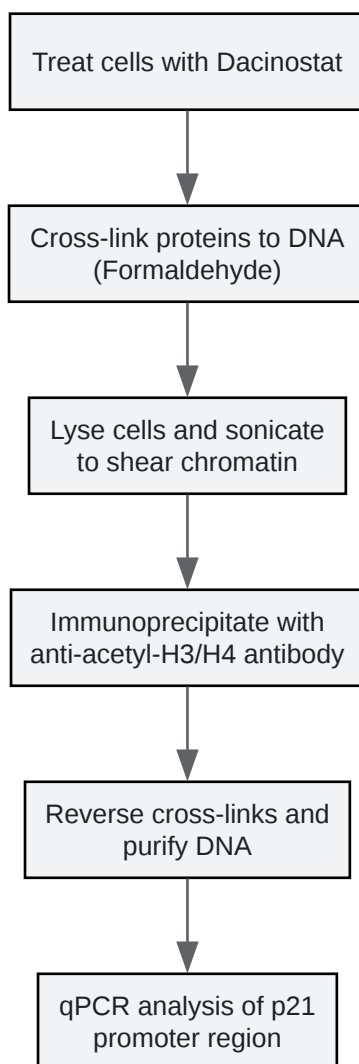 Treat cells with Dacinostat
Cross-link proteins to DNA
(Formaldehyde)
Lyse cells and sonicate
to shear chromatin
Immunoprecipitate with
anti-acetyl-H3/H4 antibody
Reverse cross-links and
purify DNA
qPCR analysis of p21
promoter region